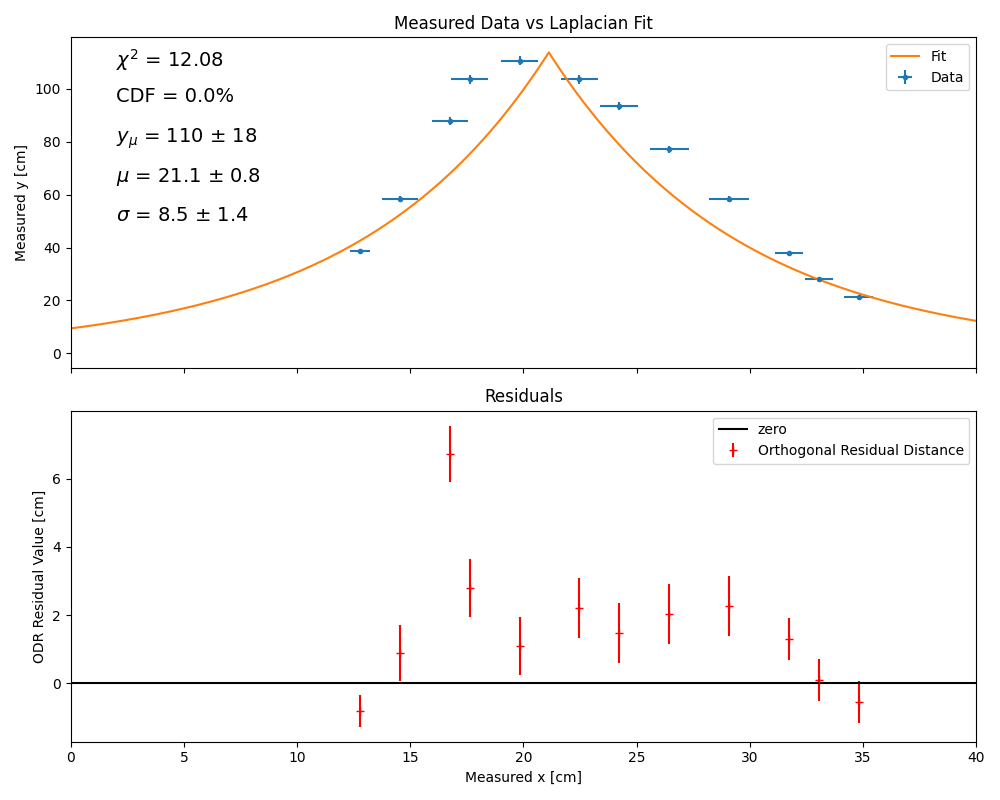 Measured Data vs Laplacian Fit
χ² = 12.08
CDF = 0.0%
y_μ = 110 ± 18
μ = 21.1 ± 0.8
σ = 8.5 ± 1.4
Fit
Data
Measured y [cm]
100
80
60
40
20
0
Residuals
zero
Orthogonal Residual Distance
ODR Residual Value [cm]
6
4
2
0
0 5 10 15 20 25 30 35 40
Measured x [cm]